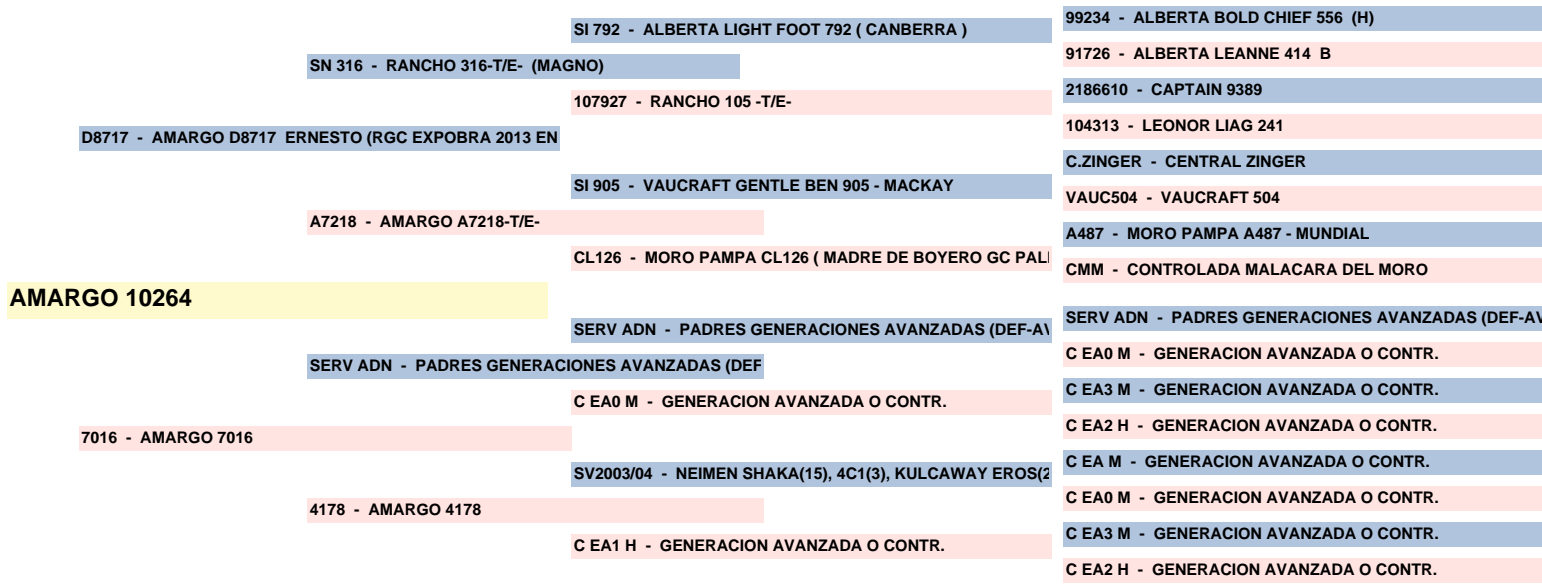 SI 792 - ALBERTA LIGHT FOOT 792 ( CANBERRA )
99234 - ALBERTA BOLD CHIEF 556 (H)
91726 - ALBERTA LEANNE 414 B
SN 316 - RANCHO 316-T/E- (MAGNO)
107927 - RANCHO 105 -T/E-
2186610 - CAPTAIN 9389
104313 - LEONOR LIAG 241
D8717 - AMARGO D8717 ERNESTO (RGC EXPOBRA 2013 EN
SI 905 - VAUCRAFT GENTLE BEN 905 - MACKAY
C.ZINGER - CENTRAL ZINGER
VAUC504 - VAUCRAFT 504
A7218 - AMARGO A7218-T/E-
CL126 - MORO PAMPA CL126 ( MADRE DE BOYERO GC PAL
A487 - MORO PAMPA A487 - MUNDIAL
CMM - CONTROLADA MALACARA DEL MORO
AMARGO 10264
SERV ADN - PADRES GENERACIONES AVANZADAS (DEF-AV
SERV ADN - PADRES GENERACIONES AVANZADAS (DEF-AV
C EA0 M - GENERACION AVANZADA O CONTR.
SERV ADN - PADRES GENERACIONES AVANZADAS (DEF
C EA0 M - GENERACION AVANZADA O CONTR.
C EA3 M - GENERACION AVANZADA O CONTR.
C EA2 H - GENERACION AVANZADA O CONTR.
7016 - AMARGO 7016
SV2003/04 - NEIMEN SHAKA(15), 4C1(3), KULCAWAY EROS(2
C EA M - GENERACION AVANZADA O CONTR.
C EA0 M - GENERACION AVANZADA O CONTR.
4178 - AMARGO 4178
C EA1 H - GENERACION AVANZADA O CONTR.
C EA3 M - GENERACION AVANZADA O CONTR.
C EA2 H - GENERACION AVANZADA O CONTR.